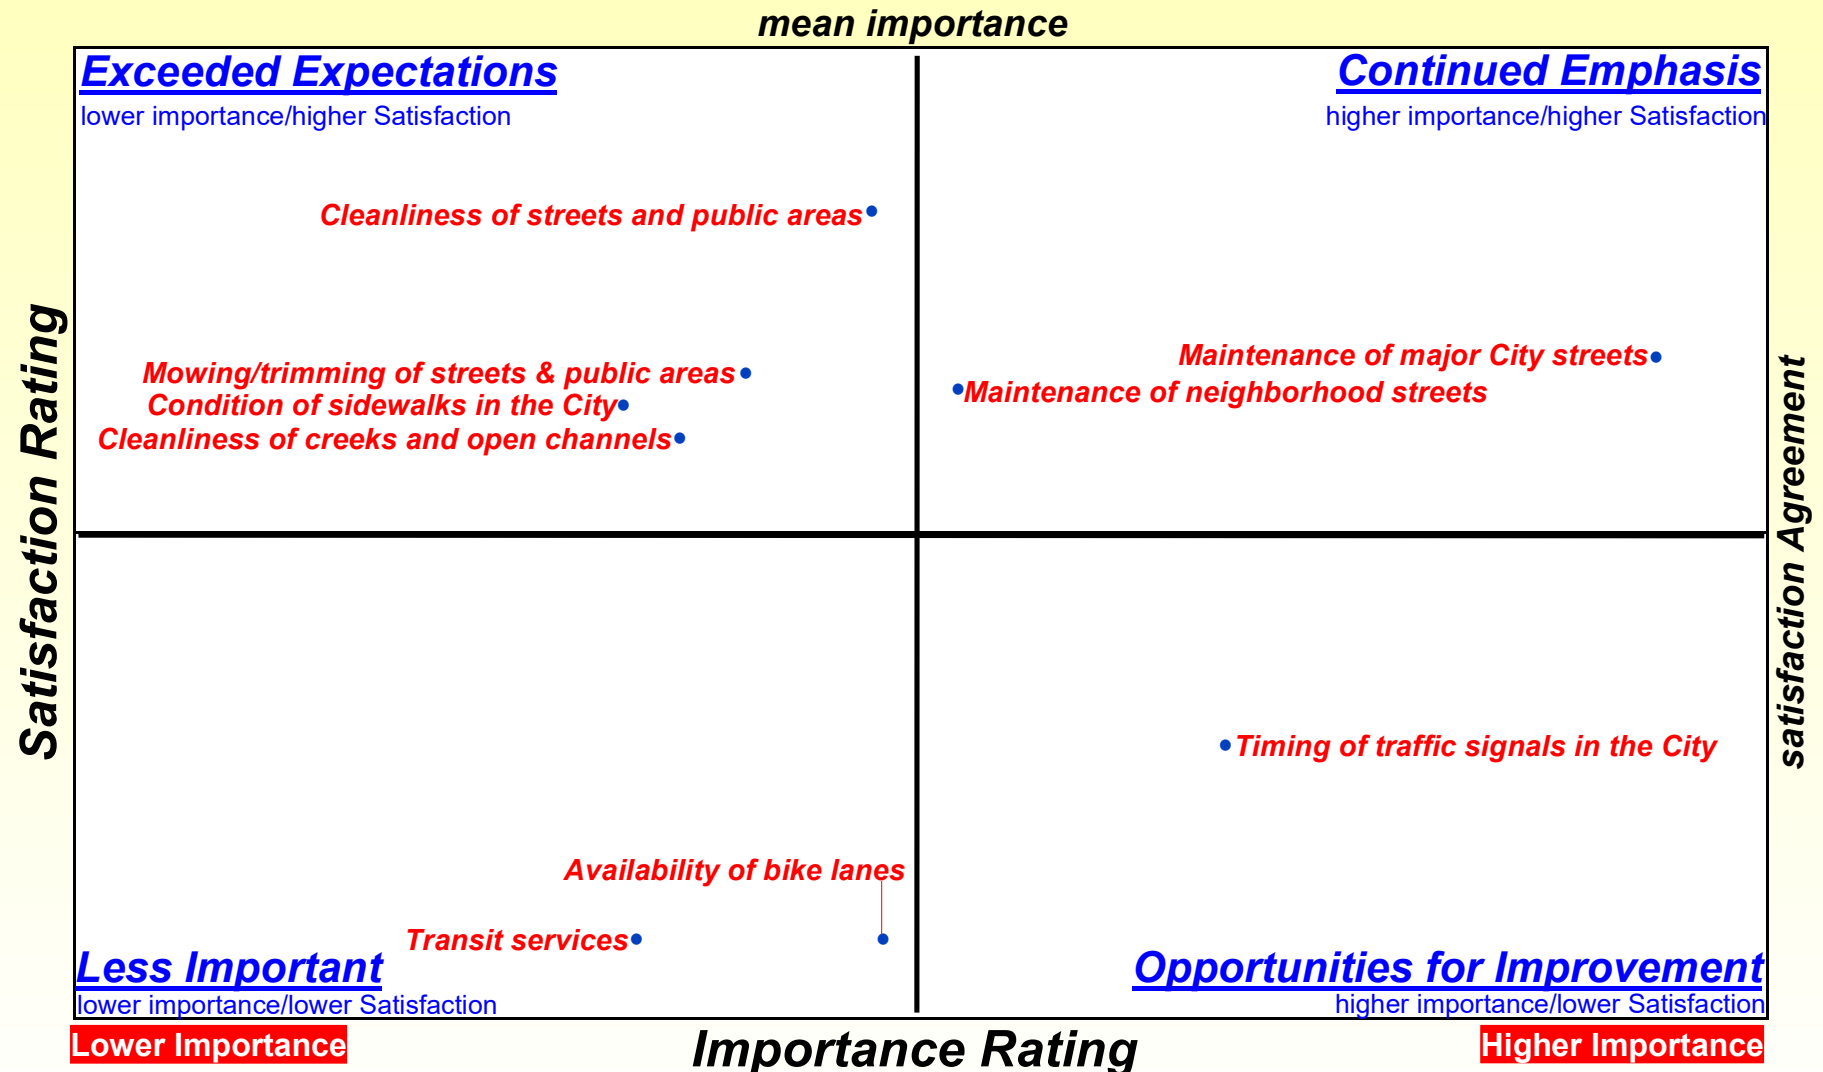 mean importance
Exceeded Expectations
lower importance/higher Satisfaction
Continued Emphasis
higher importance/higher Satisfaction
Cleanliness of streets and public areas
Maintenance of major City streets
Mowing/trimming of streets & public areas
Maintenance of neighborhood streets
Condition of sidewalks in the City
Cleanliness of creeks and open channels
Satisfaction Rating
satisfaction Agreement
Timing of traffic signals in the City
Availability of bike lanes
Transit services
Less Important
lower importance/lower Satisfaction
Opportunities for Improvement
higher importance/lower Satisfaction
Lower Importance
Importance Rating
Higher Importance